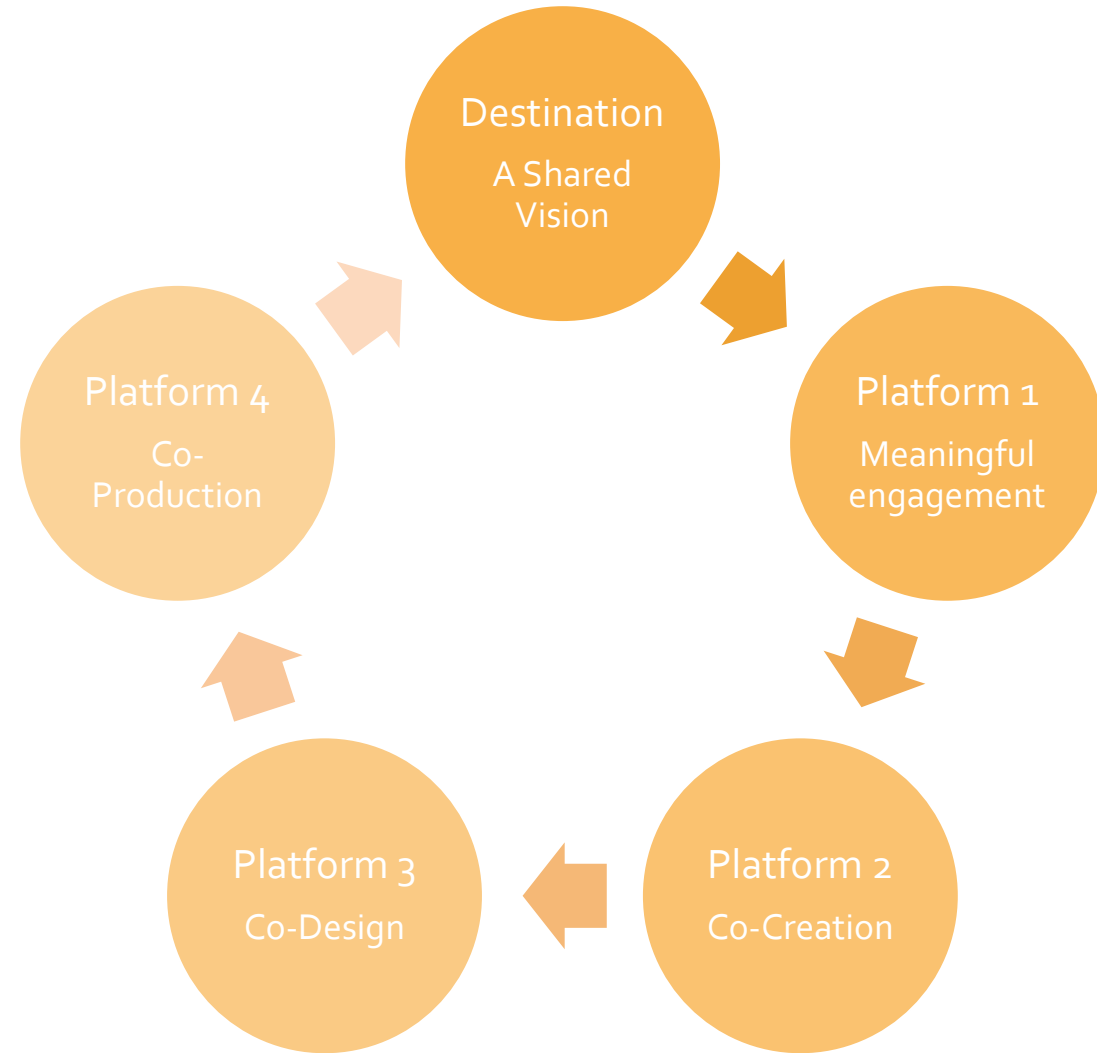 Destination
A Shared
Vision
Platform 1
Meaningful
engagement
Platform 2
Co-Creation
Platform 3
Co-Design
Platform 4
Co-
Production